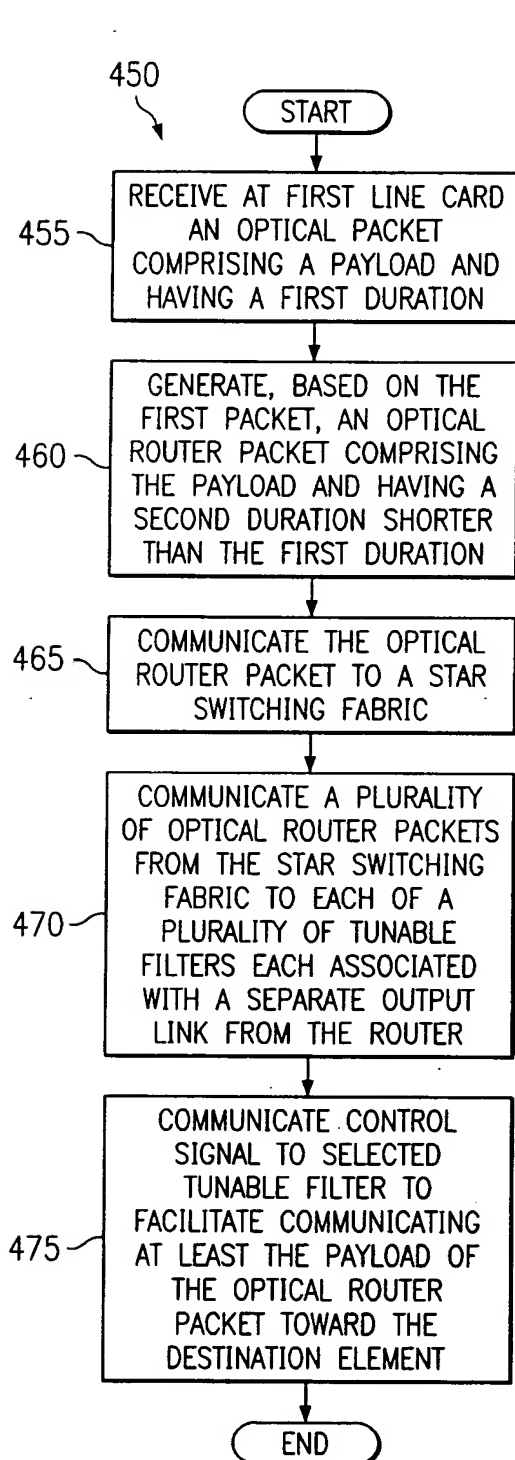 450
START
455
RECEIVE AT FIRST LINE CARD
AN OPTICAL PACKET
COMPRISING A PAYLOAD AND
HAVING A FIRST DURATION
460
GENERATE, BASED ON THE
FIRST PACKET, AN OPTICAL
ROUTER PACKET COMPRISING
THE PAYLOAD AND HAVING A
SECOND DURATION SHORTER
THAN THE FIRST DURATION
465
COMMUNICATE THE OPTICAL
ROUTER PACKET TO A STAR
SWITCHING FABRIC
470
COMMUNICATE A PLURALITY
OF OPTICAL ROUTER PACKETS
FROM THE STAR SWITCHING
FABRIC TO EACH OF A
PLURALITY OF TUNABLE
FILTERS EACH ASSOCIATED
WITH A SEPARATE OUTPUT
LINK FROM THE ROUTER
475
COMMUNICATE CONTROL
SIGNAL TO SELECTED
TUNABLE FILTER TO
FACILITATE COMMUNICATING
AT LEAST THE PAYLOAD OF
THE OPTICAL ROUTER
PACKET TOWARD THE
DESTINATION ELEMENT
END